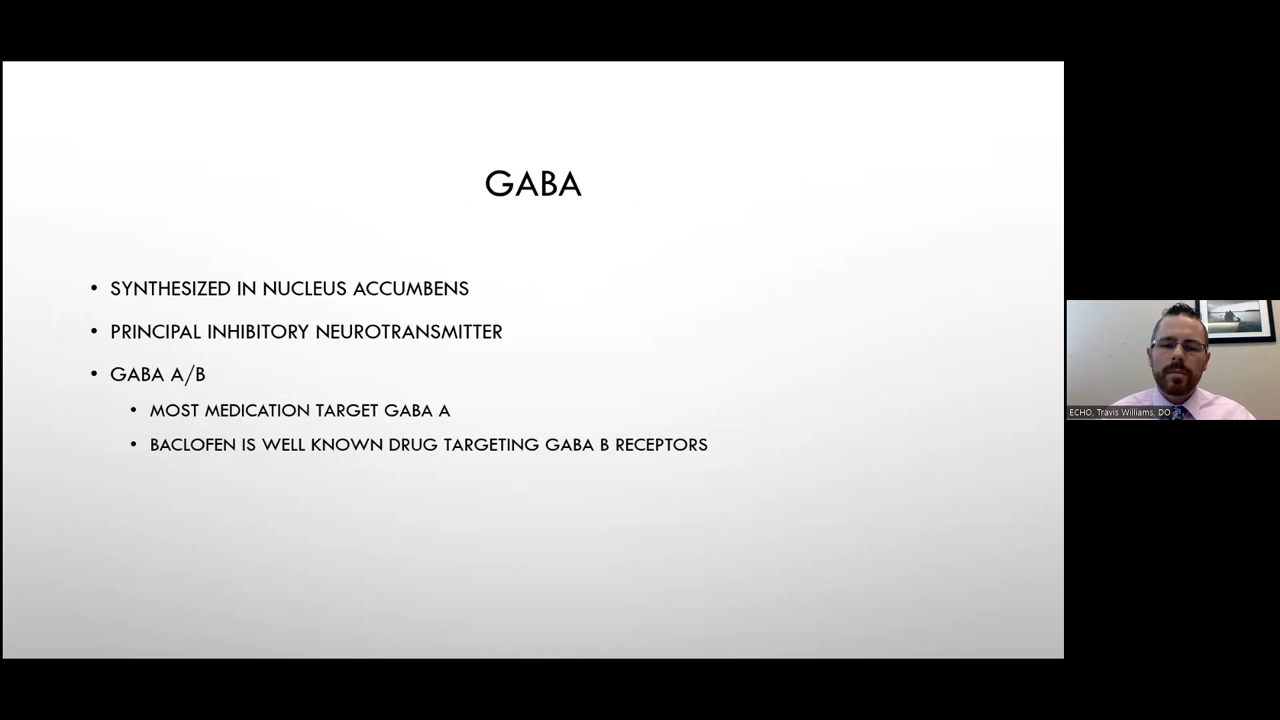 GABA
• SYNTHESIZED IN NUCLEUS ACCUMBENS
• PRINCIPAL INHIBITORY NEUROTRANSMITTER
• GABA A/B
• MOST MEDICATION TARGET GABA A
• BACLOFEN IS WELL KNOWN DRUG TARGETING GABA B RECEPTORS
ECHO, Travis Williams, DO